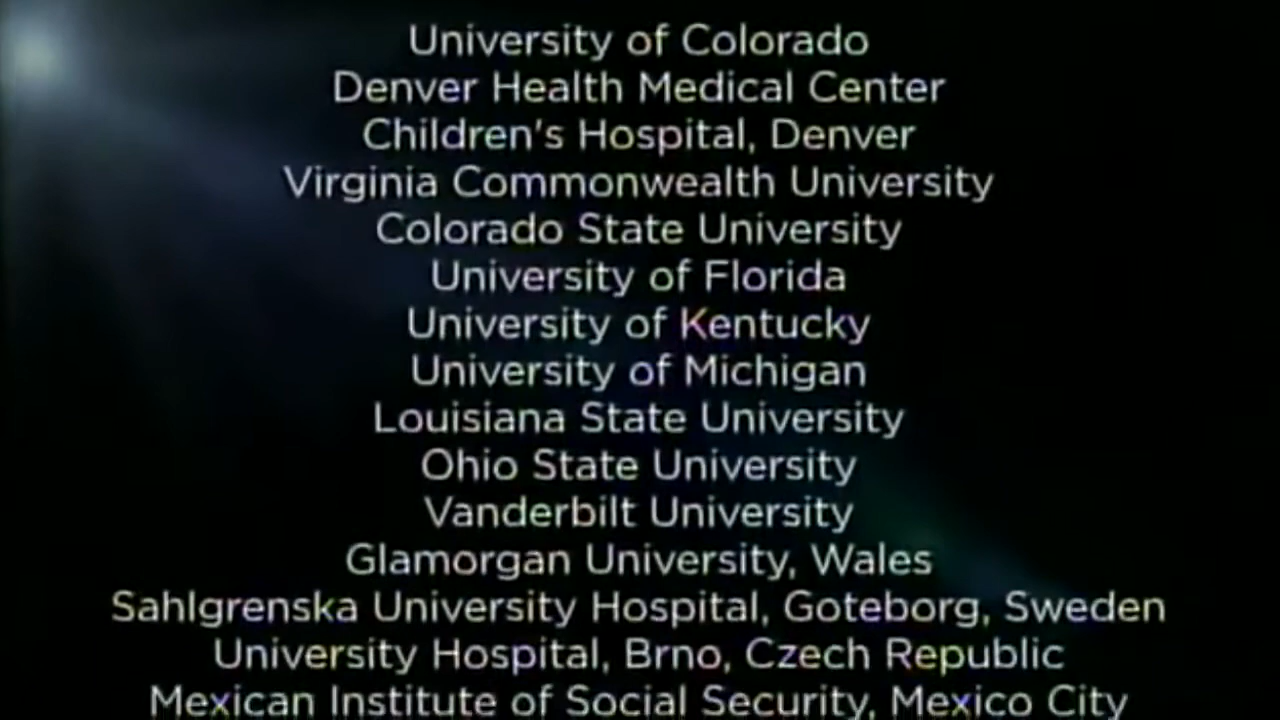 University of Colorado
Denver Health Medical Center
Children's Hospital, Denver
Virginia Commonwealth University
Colorado State University
University of Florida
University of Kentucky
University of Michigan
Louisiana State University
Ohio State University
Vanderbilt University
Glamorgan University, Wales
Sahlgrenska University Hospital, Goteborg, Sweden
University Hospital, Brno, Czech Republic
Mexican Institute of Social Security, Mexico City